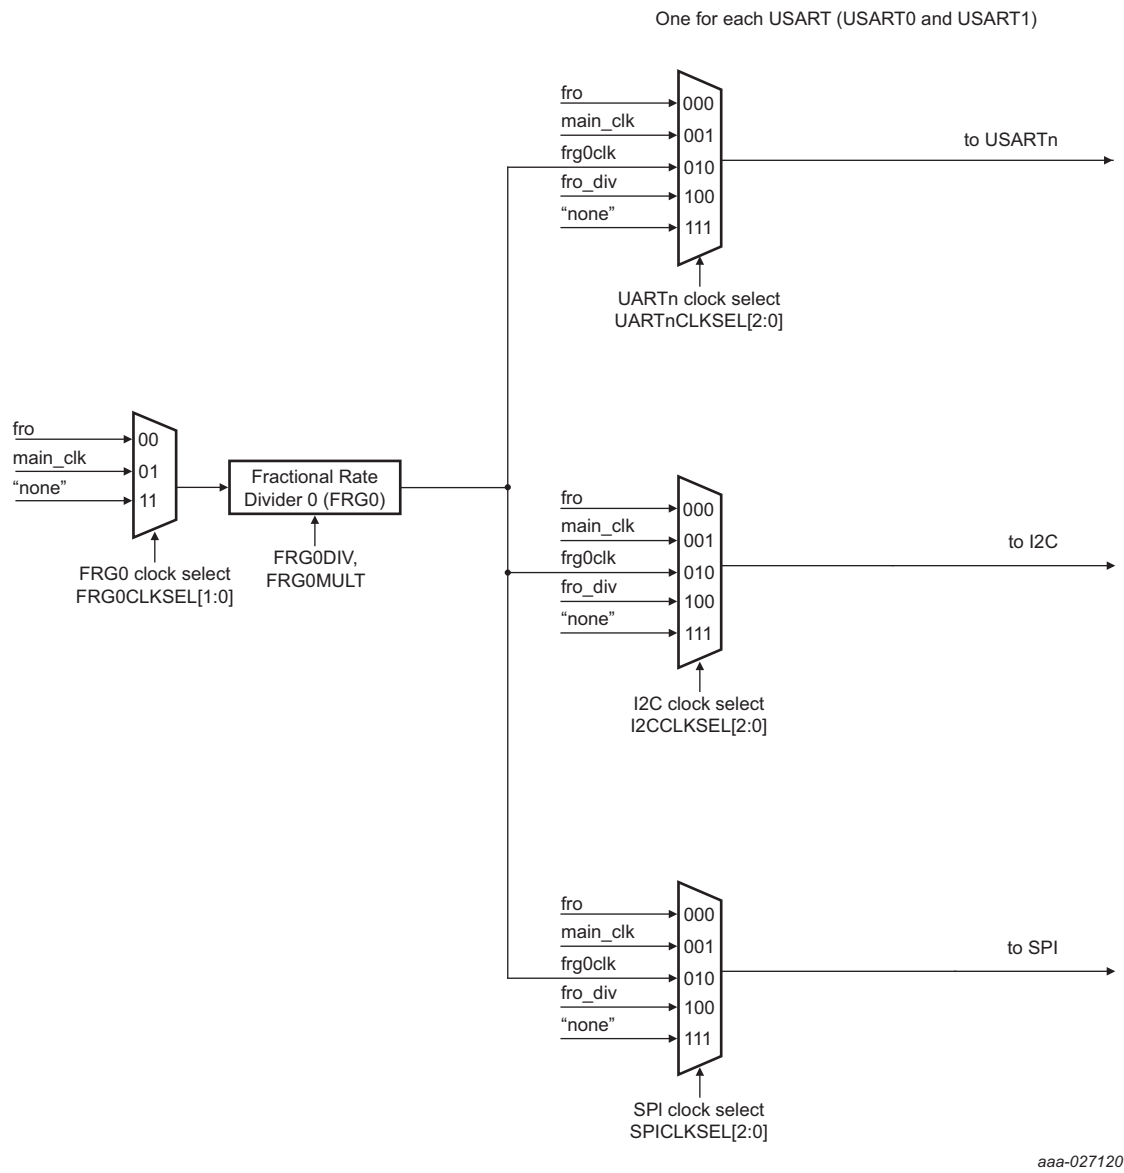 One for each USART (USART0 and USART1)
fro
000
main_clk
001
to USARTn
frg0clk
010
fro_div
100
“none”
111
UARTn clock select
UARTnCLKSEL[2:0]
fro
00
main_clk
01
“none”
11
Fractional Rate
Divider 0 (FRG0)
FRG0 clock select
FRG0CLKSEL[1:0]
FRG0DIV,
FRG0MULT
fro
000
main_clk
001
to I2C
frg0clk
010
fro_div
100
“none”
111
I2C clock select
I2CCLKSEL[2:0]
fro
000
main_clk
001
to SPI
frg0clk
010
fro_div
100
“none”
111
SPI clock select
SPICLKSEL[2:0]
aaa-027120